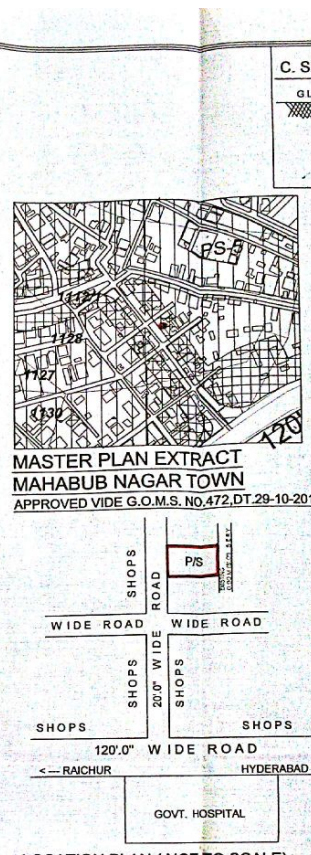 C. S
GL
PS-5
1128
1127
1130
120'
MASTER PLAN EXTRACT
MAHABUB NAGAR TOWN
APPROVED VIDE G.O.M.S. NO.472,DT.29-10-201
SHOPS
ROAD
P/S
WIDE ROAD
WIDE ROAD
SHOPS
20'.0" WIDE
SHOPS
SHOPS
SHOPS
120'.0" WIDE ROAD
<--- RAICHUR
HYDERABAD
GOVT. HOSPITAL